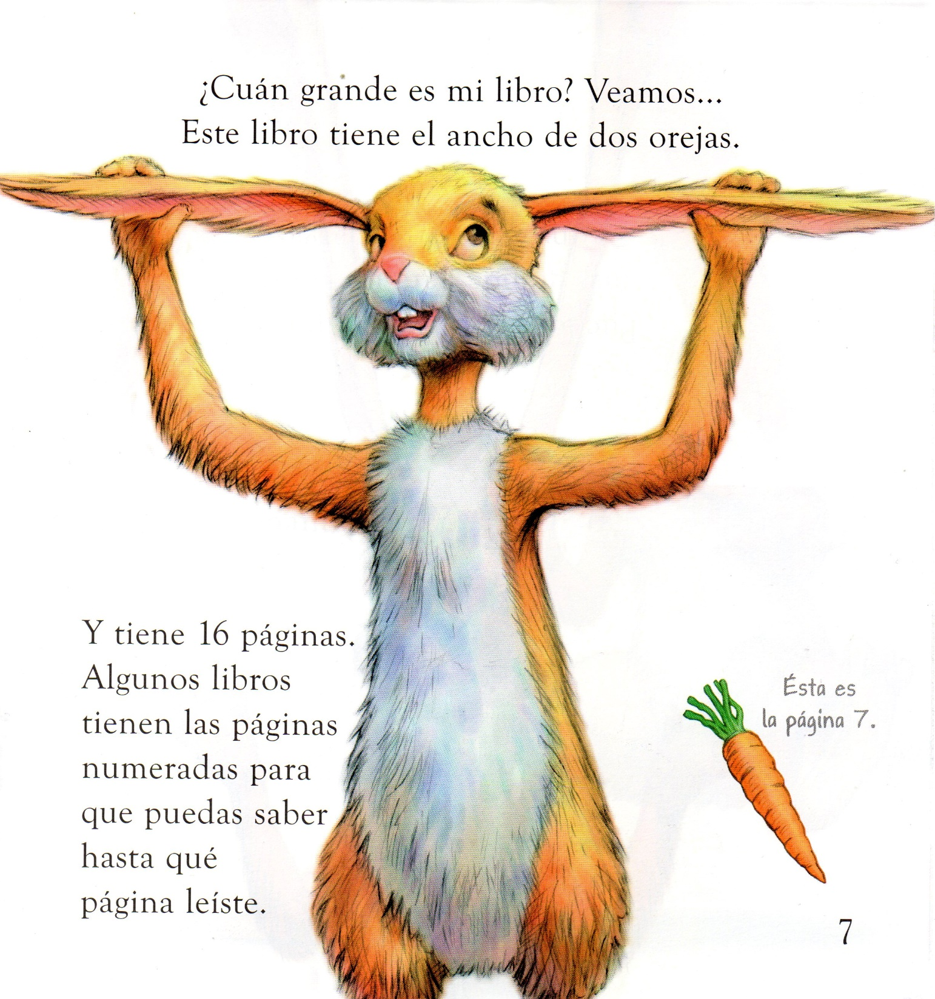 ¿Cuán grande es mi libro? Veamos...
Este libro tiene el ancho de dos orejas.
Y tiene 16 páginas.
Algunos libros
tienen las páginas
numeradas para
que puedas saber
hasta qué
página leíste.
Ésta es
la página 7.
7